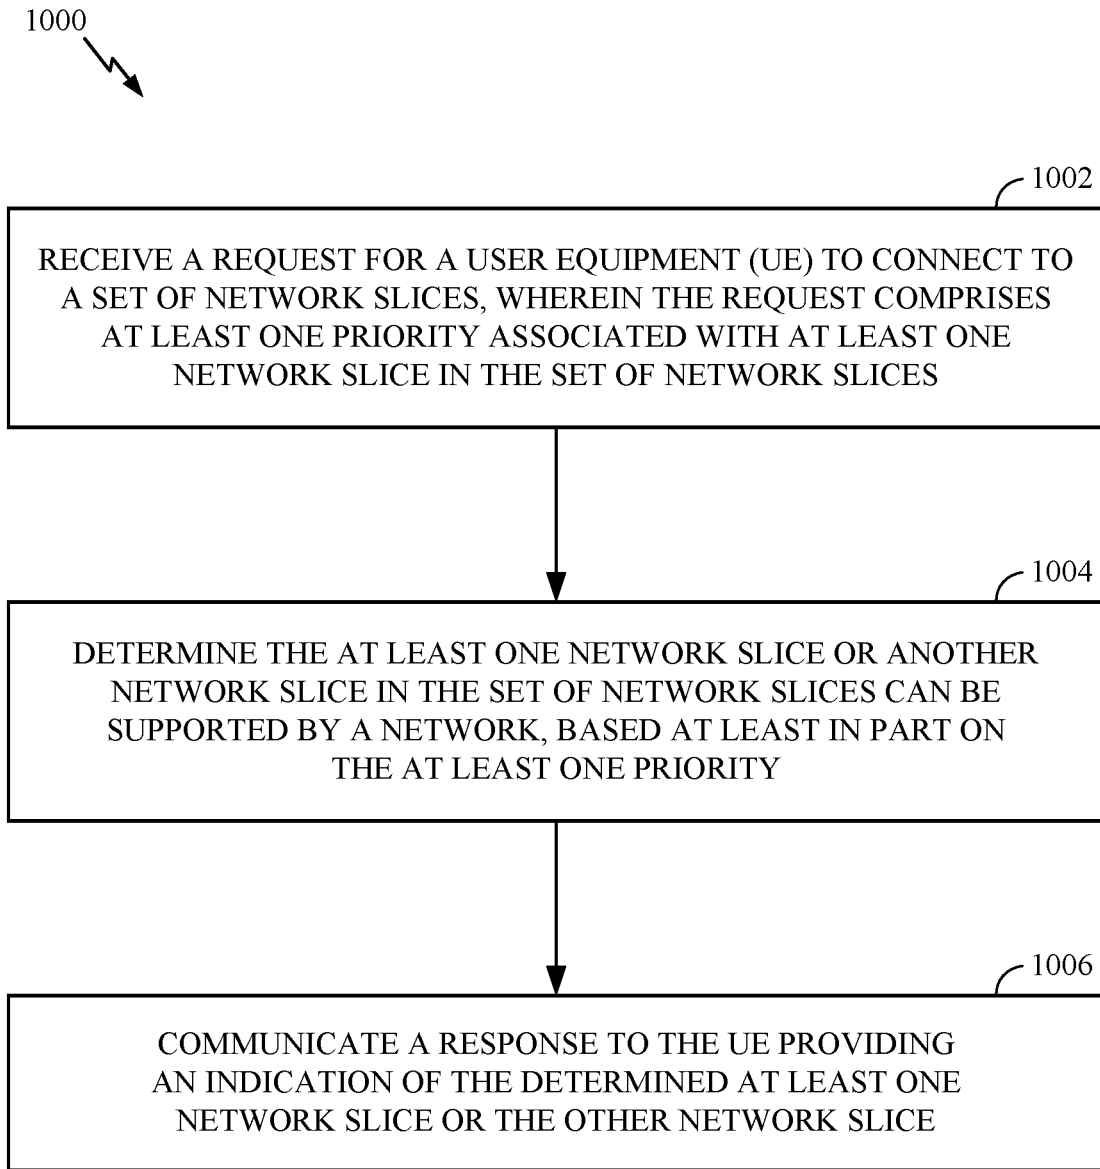 1000
1002
RECEIVE A REQUEST FOR A USER EQUIPMENT (UE) TO CONNECT TO
A SET OF NETWORK SLICES, WHEREIN THE REQUEST COMPRISES
AT LEAST ONE PRIORITY ASSOCIATED WITH AT LEAST ONE
NETWORK SLICE IN THE SET OF NETWORK SLICES
1004
DETERMINE THE AT LEAST ONE NETWORK SLICE OR ANOTHER
NETWORK SLICE IN THE SET OF NETWORK SLICES CAN BE
SUPPORTED BY A NETWORK, BASED AT LEAST IN PART ON
THE AT LEAST ONE PRIORITY
1006
COMMUNICATE A RESPONSE TO THE UE PROVIDING
AN INDICATION OF THE DETERMINED AT LEAST ONE
NETWORK SLICE OR THE OTHER NETWORK SLICE